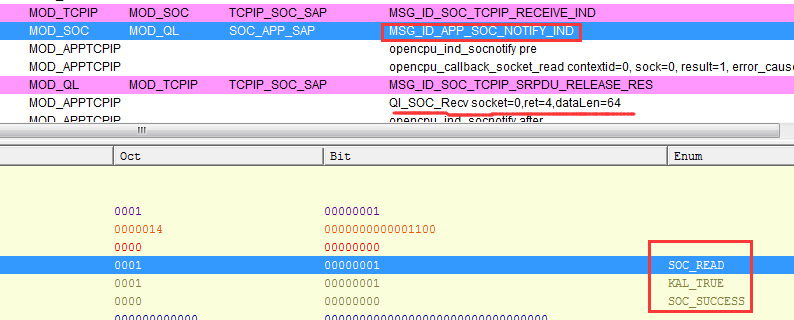 MOD_TCPIP MOD_SOC TCPIP_SOC_SAP MSG_ID_SOC_TCPIP_RECEIVE_IND
MOD_SOC MOD_QL SOC_APP_SAP MSG_ID_APP_SOC_NOTIFY_IND
MOD_APPTCPIP opencpu_ind_socnotify pre
MOD_APPTCPIP opencpu_callback_socket_read contextid=0, sock=0, result=1, error_cause
MOD_QL MOD_TCPIP TCPIP_SOC_SAP MSG_ID_SOC_TCPIP_SRPDU_RELEASE_RES
MOD_APPTCPIP Ql_SOC_Recv socket=0,ret=4,dataLen=64
MOD_APPTCPIP opencpu_ind_socnotify after
Oct Bit Enum
0001 00000001
0000014 0000000000001100
0000 00000000
0001 00000001 SOC_READ
0001 00000001 KAL_TRUE
0000 00000000 SOC_SUCCESS
00000000000 00000000000000000000000000000000